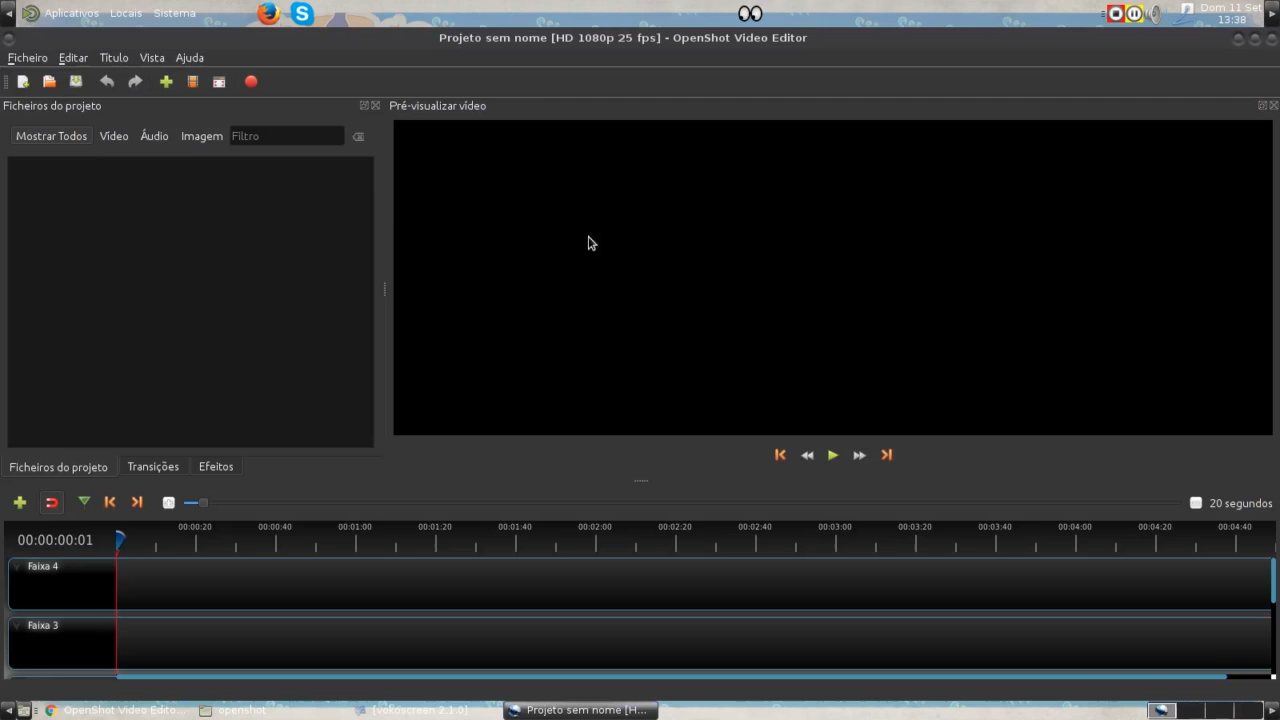 Aplicativos Locais Sistema
Dom 11 Set
13:38
Projeto sem nome [HD 1080p 25 fps] - OpenShot Video Editor
Ficheiro Editar Título Vista Ajuda
Ficheiros do projeto
Pré-visualizar vídeo
Mostrar Todos Vídeo Áudio Imagem Filtro
Ficheiros do projeto Transições Efeitos
20 segundos
00:00:20 00:00:40 00:01:00 00:01:20 00:01:40 00:02:00 00:02:20 00:02:40 00:03:00 00:03:20 00:03:40 00:04:00 00:04:20 00:04:40
00:00:00:01
Faixa 4
Faixa 3
OpenShot Video Edito... openshot [vokoscreen 2.1.0] Projeto sem nome [H...